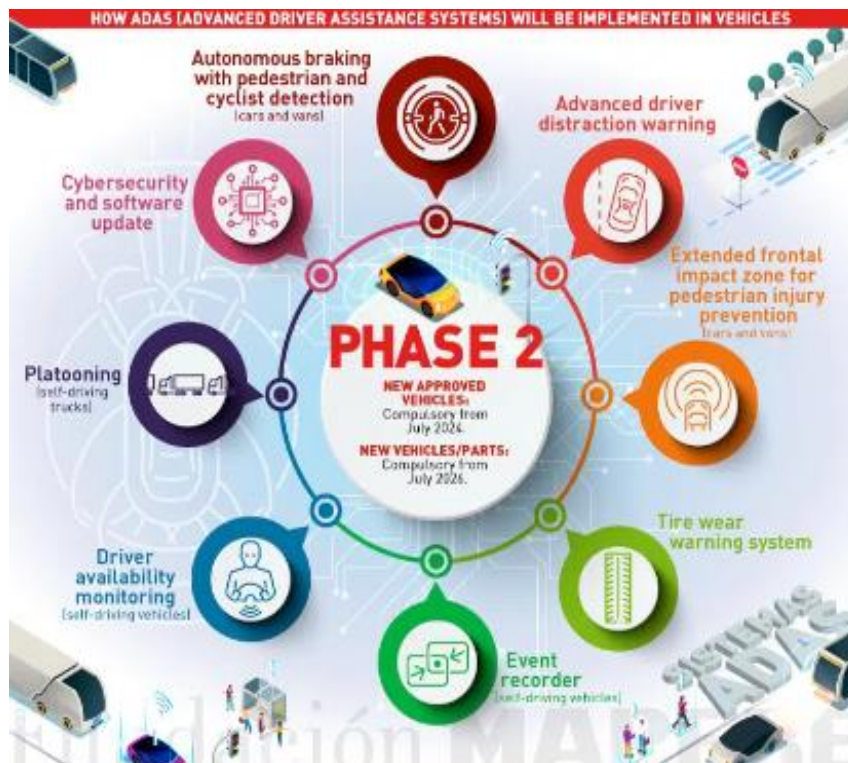 HOW ADAS (ADVANCED DRIVER ASSISTANCE SYSTEMS) WILL BE IMPLEMENTED IN VEHICLES
Autonomous braking
with pedestrian and
cyclist detection
(cars and vans)
Advanced driver
distraction warning
Extended frontal
impact zone for
pedestrian injury
prevention
(cars and vans)
Tire wear
warning system
Event
recorder
(self-driving vehicles)
Driver
availability
monitoring
(self-driving vehicles)
Platooning
(self-driving
trucks)
Cybersecurity
and software
update
PHASE 2
NEW APPROVED
VEHICLES:
Compulsory from
July 2024.
NEW VEHICLES/PARTS:
Compulsory from
July 2026.
SISTEMAS
ADAS
Fundación MAPFRE